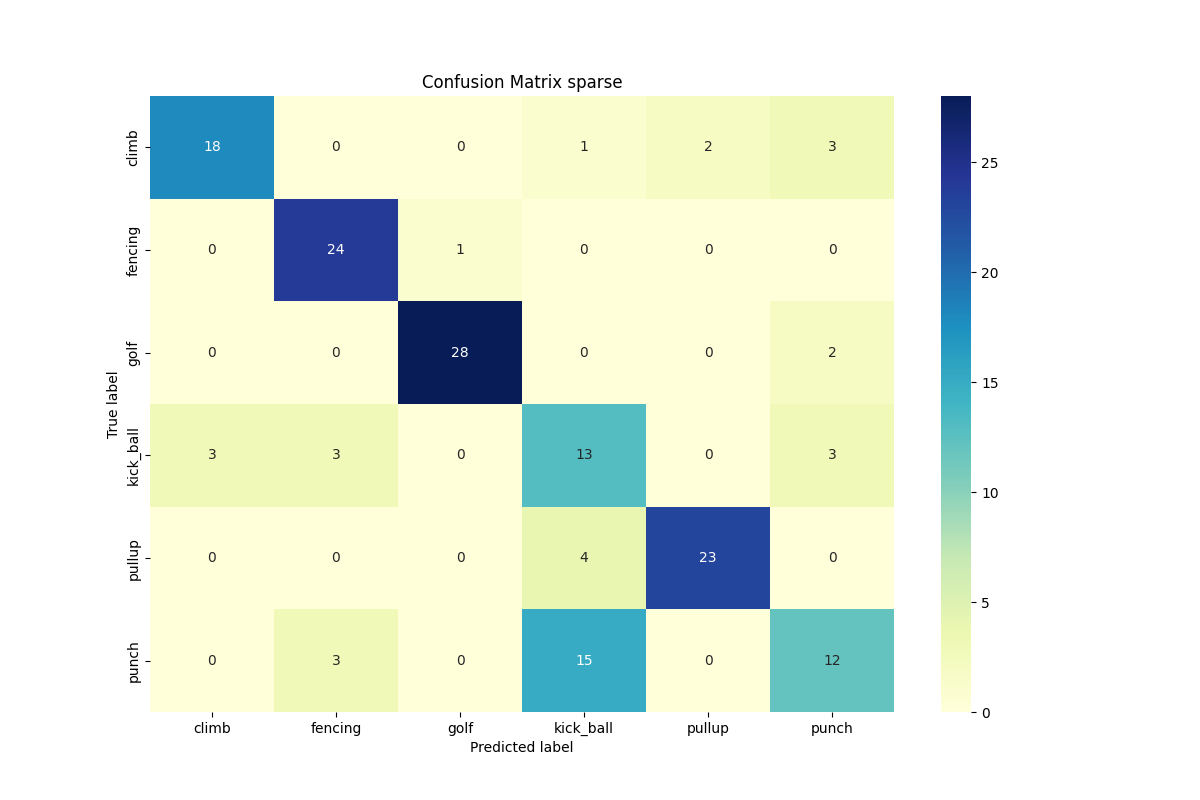 Confusion Matrix sparse
climb 18 0 0 1 2 3
fencing 0 24 1 0 0 0
golf 0 0 28 0 0 2
kick_ball 3 3 0 13 0 3
pullup 0 0 0 4 23 0
punch 0 3 0 15 0 12
True label
climb fencing golf kick_ball pullup punch
Predicted label
25
20
15
10
5
0